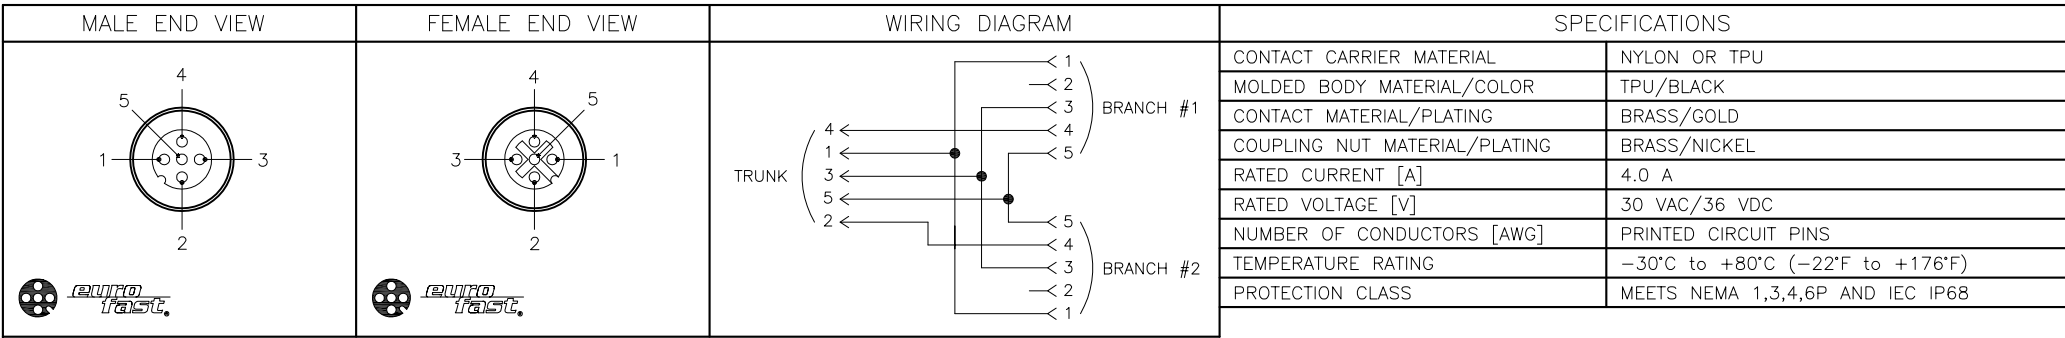 MALE END VIEW
4
5
1
3
2
euro
fast.
FEMALE END VIEW
4
5
3
1
2
euro
fast.
WIRING DIAGRAM
TRUNK
4
1
3
5
2
1
2
3
4
5
BRANCH #1
5
4
3
2
1
BRANCH #2
SPECIFICATIONS
CONTACT CARRIER MATERIAL NYLON OR TPU
MOLDED BODY MATERIAL/COLOR TPU/BLACK
CONTACT MATERIAL/PLATING BRASS/GOLD
COUPLING NUT MATERIAL/PLATING BRASS/NICKEL
RATED CURRENT [A] 4.0 A
RATED VOLTAGE [V] 30 VAC/36 VDC
NUMBER OF CONDUCTORS [AWG] PRINTED CIRCUIT PINS
TEMPERATURE RATING −30°C to +80°C (−22°F to +176°F)
PROTECTION CLASS MEETS NEMA 1,3,4,6P AND IEC IP68